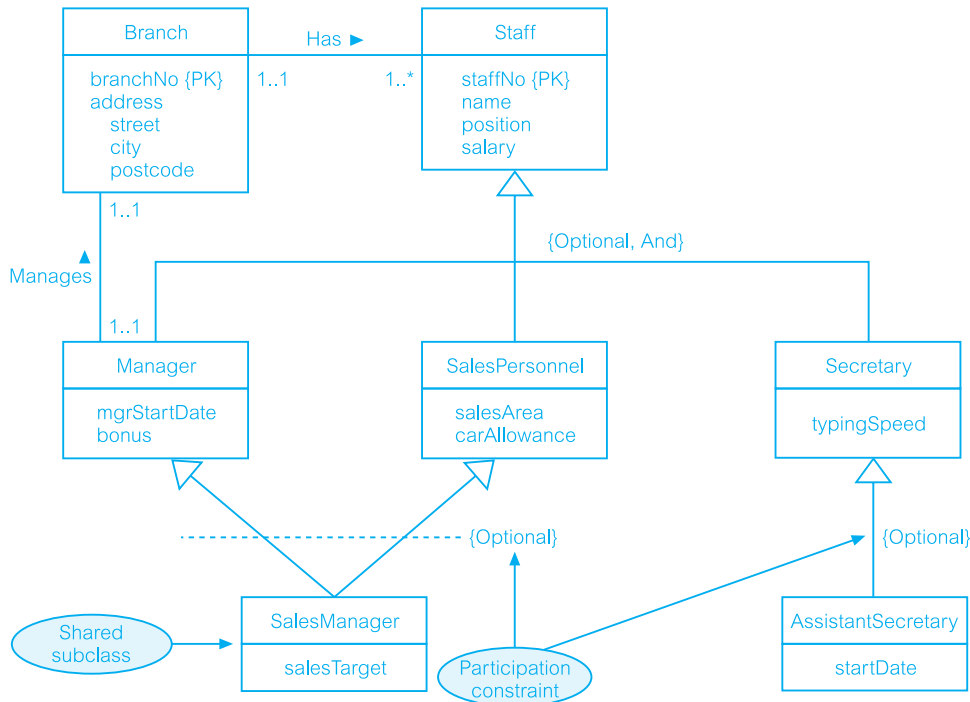 Branch
Has ►
Staff
branchNo {PK}
address
street
city
postcode
1..1
1..*
staffNo {PK}
name
position
salary
1..1
{Optional, And}
Manages
1..1
Manager
mgrStartDate
bonus
SalesPersonnel
salesArea
carAllowance
Secretary
typingSpeed
{Optional}
{Optional}
Shared
subclass
SalesManager
salesTarget
Participation
constraint
AssistantSecretary
startDate